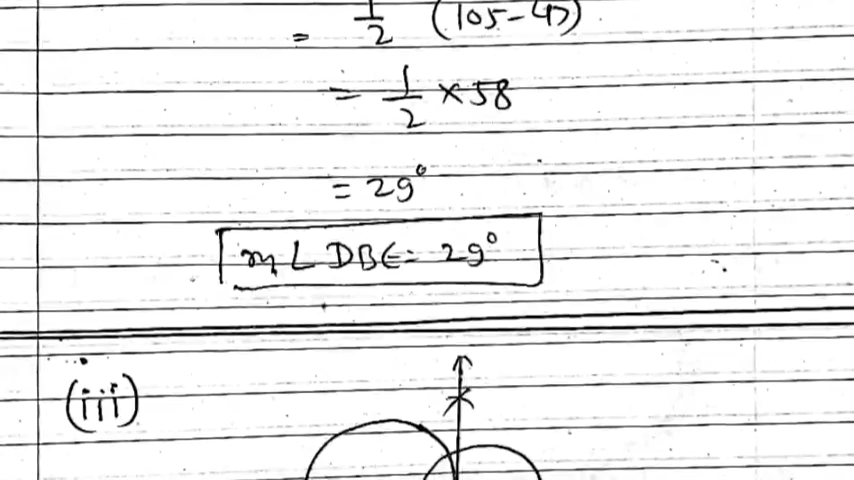 = 1/2 (105-47)
= 1/2 × 58
= 29°
m∠DBE = 29°
(iii)